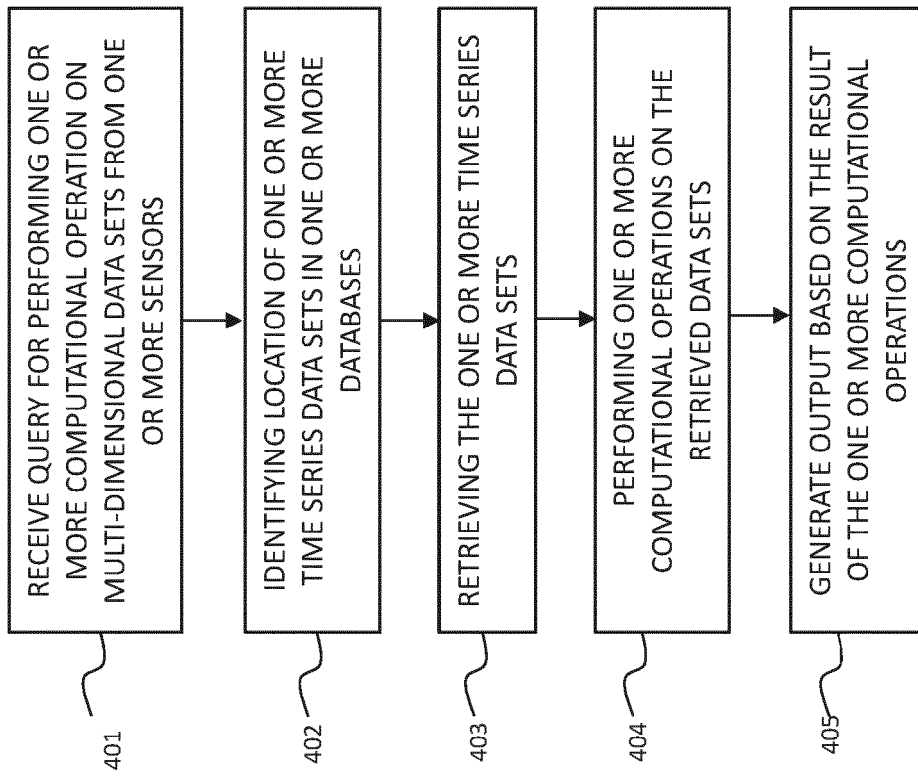 RECEIVE QUERY FOR PERFORMING ONE OR
MORE COMPUTATIONAL OPERATION ON
MULTI-DIMENSIONAL DATA SETS FROM ONE
OR MORE SENSORS
401
IDENTIFYING LOCATION OF ONE OR MORE
TIME SERIES DATA SETS IN ONE OR MORE
DATABASES
402
RETRIEVING THE ONE OR MORE TIME SERIES
DATA SETS
403
PERFORMING ONE OR MORE
COMPUTATIONAL OPERATIONS ON THE
RETRIEVED DATA SETS
404
GENERATE OUTPUT BASED ON THE RESULT
OF THE ONE OR MORE COMPUTATIONAL
OPERATIONS
405